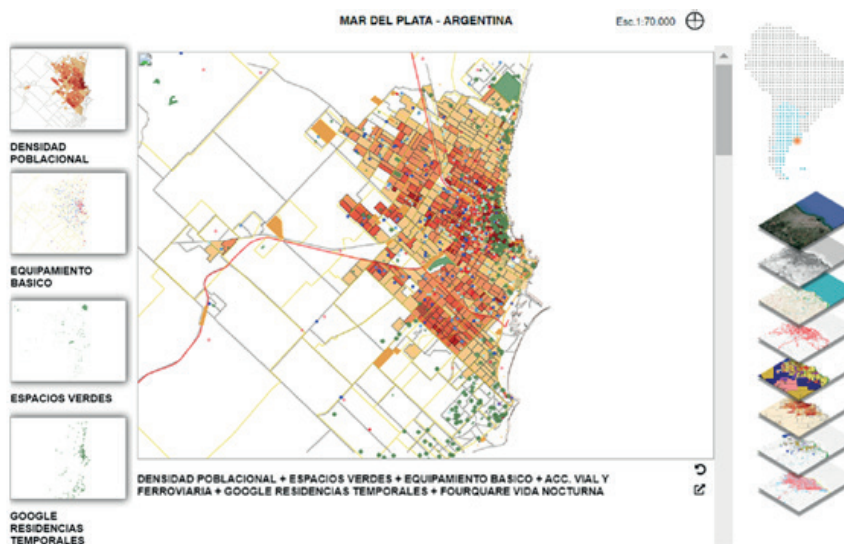 MAR DEL PLATA - ARGENTINA
Esc.1:70.000
DENSIDAD
POBLACIONAL
EQUIPAMIENTO
BASICO
ESPACIOS VERDES
GOOGLE
RESIDENCIAS
TEMPORALES
DENSIDAD POBLACIONAL + ESPACIOS VERDES + EQUIPAMIENTO BASICO + ACC. VIAL Y
FERROVIARIA + GOOGLE RESIDENCIAS TEMPORALES + FOURQUARE VIDA NOCTURNA